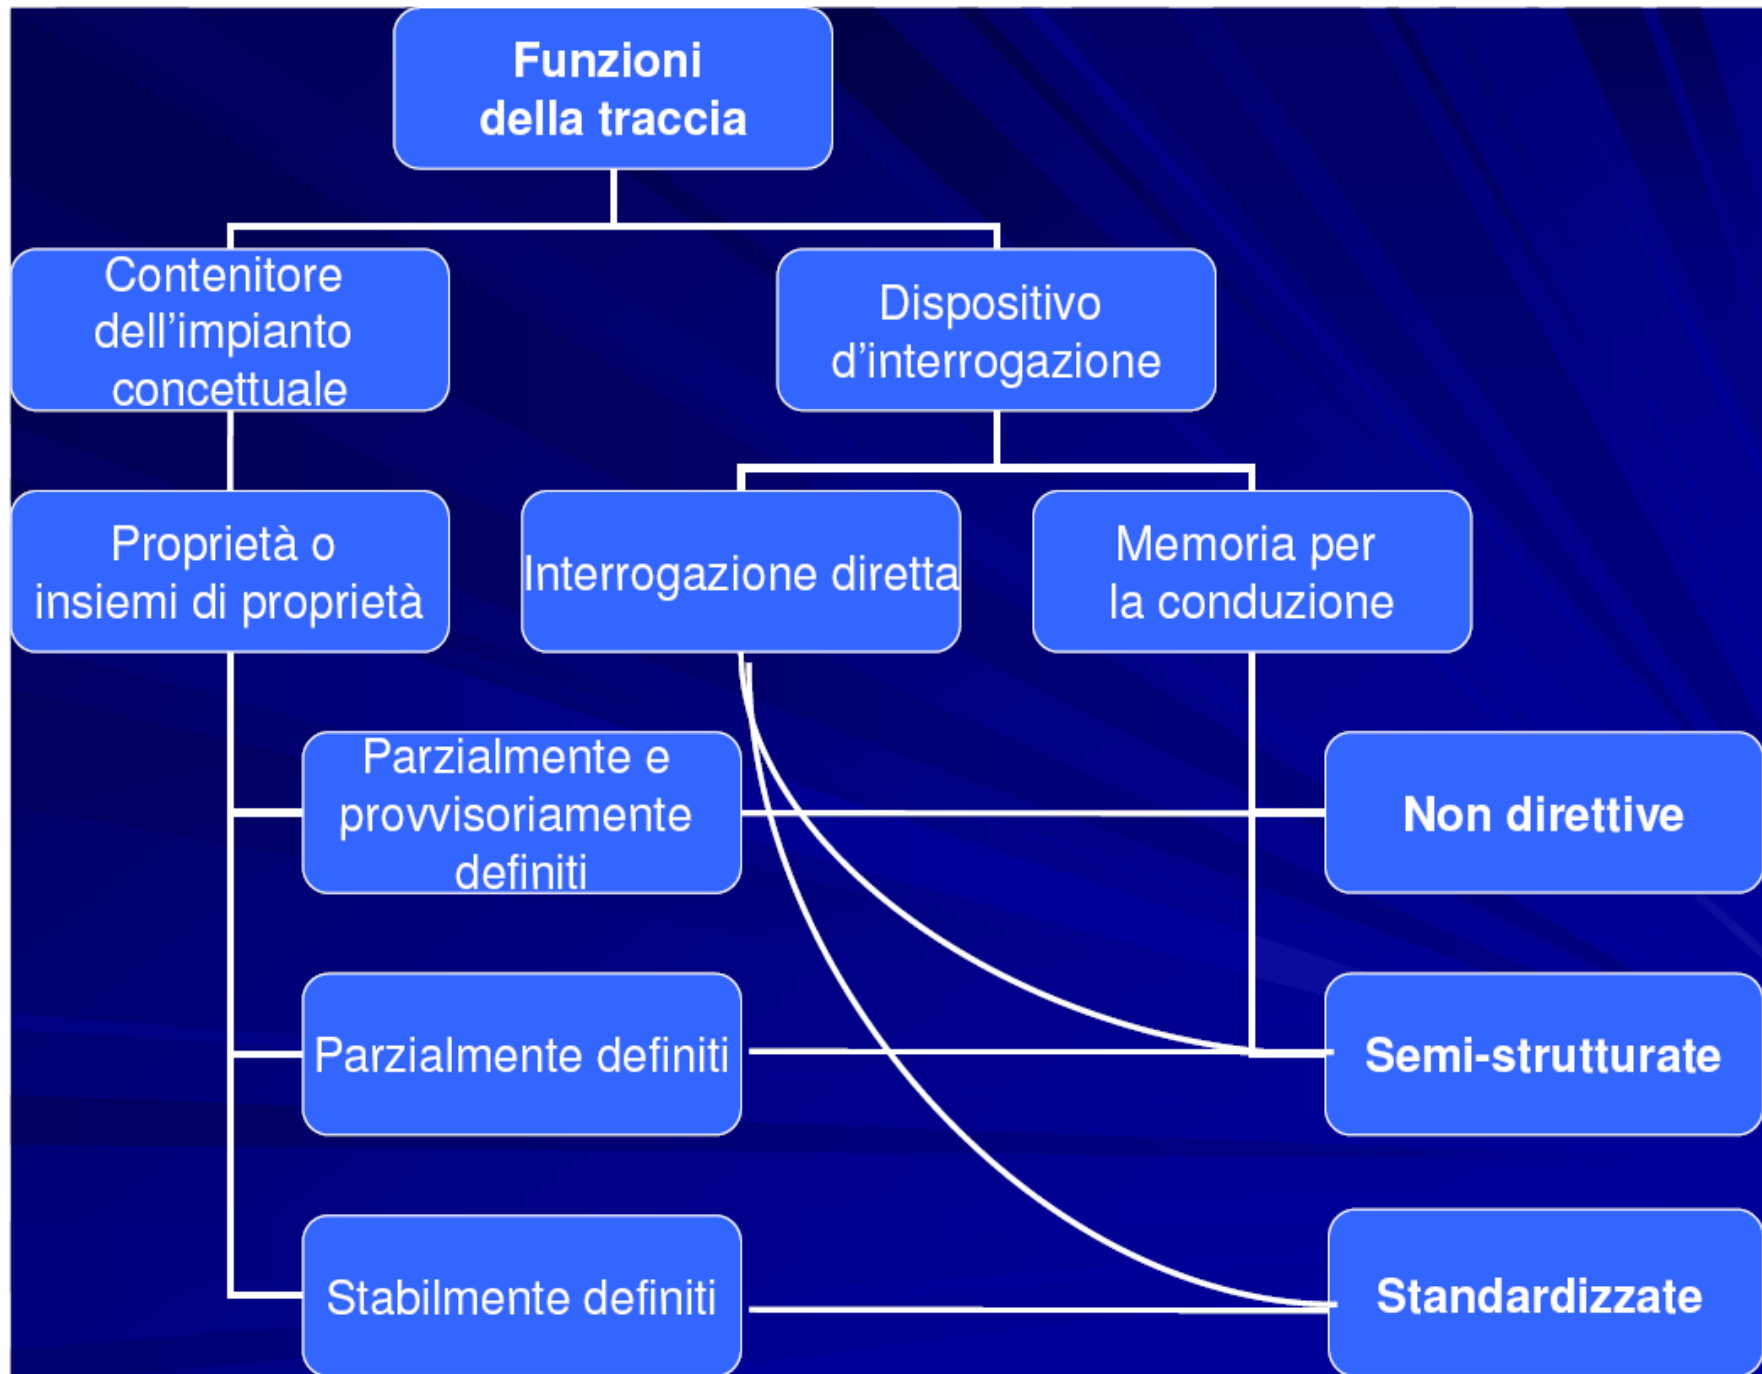 Funzioni
della traccia
Contenitore
dell’impianto
concettuale
Dispositivo
d’interrogazione
Proprietà o
insiemi di proprietà
Interrogazione diretta
Memoria per
la conduzione
Parzialmente e
provvisoriamente
definiti
Non direttive
Parzialmente definiti
Semi-strutturate
Stabilmente definiti
Standardizzate